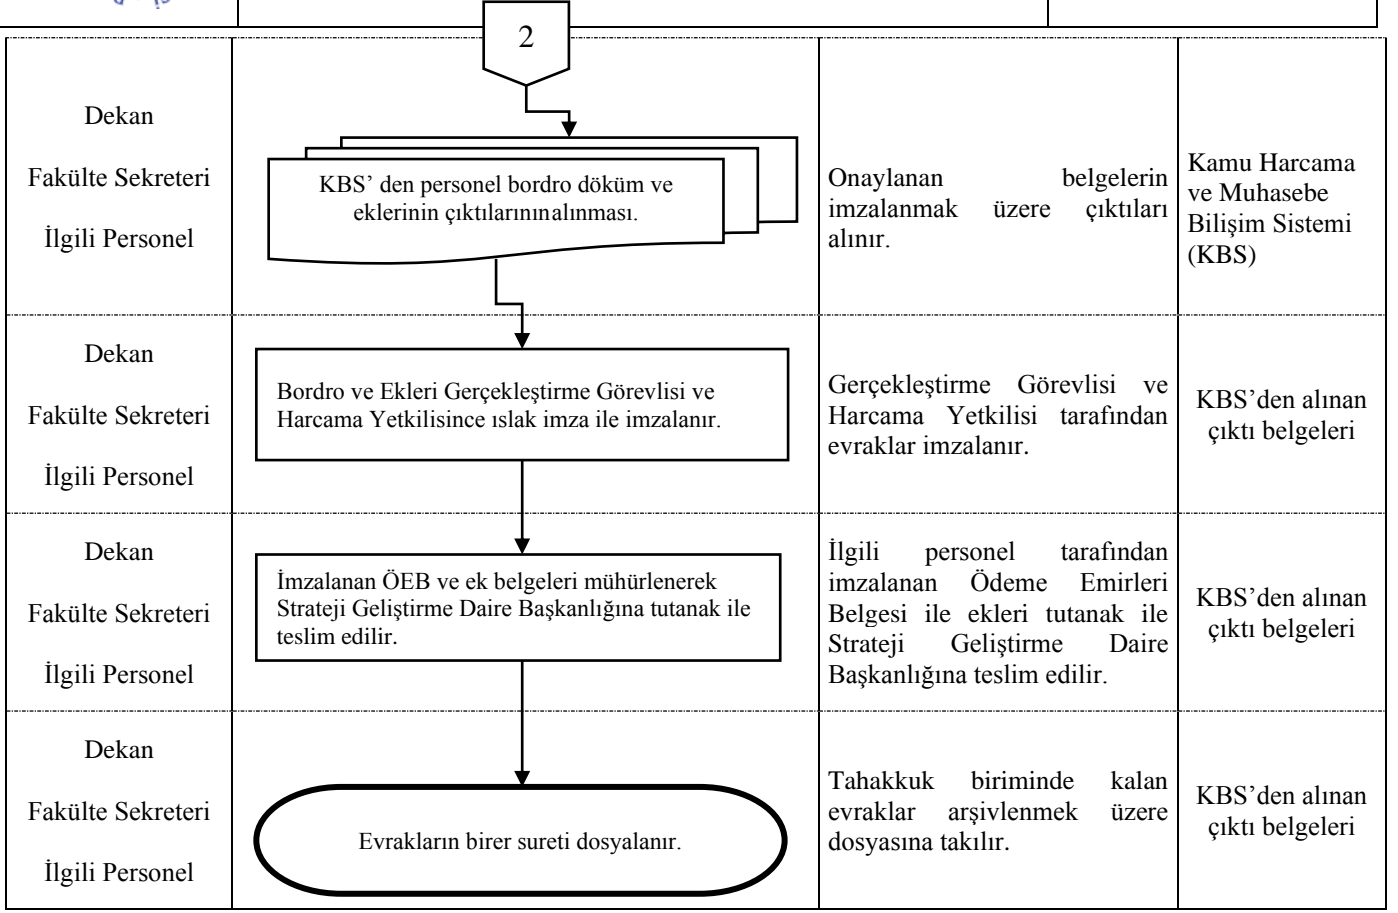 2
Dekan
Fakülte Sekreteri
İlgili Personel
KBS’ den personel bordro döküm ve
eklerinin çıktılarınınalınması.
Onaylanan belgelerin
imzalanmak üzere çıktıları
alınır.
Kamu Harcama
ve Muhasebe
Bilişim Sistemi
(KBS)
Dekan
Fakülte Sekreteri
İlgili Personel
Bordro ve Ekleri Gerçekleştirme Görevlisi ve
Harcama Yetkilisince ıslak imza ile imzalanır.
Gerçekleştirme Görevlisi ve
Harcama Yetkilisi tarafından
evraklar imzalanır.
KBS’den alınan
çıktı belgeleri
Dekan
Fakülte Sekreteri
İlgili Personel
İmzalanan ÖEB ve ek belgeleri mühürlenerek
Strateji Geliştirme Daire Başkanlığına tutanak ile
teslim edilir.
İlgili personel tarafından
imzalanan Ödeme Emirleri
Belgesi ile ekleri tutanak ile
Strateji Geliştirme Daire
Başkanlığına teslim edilir.
KBS’den alınan
çıktı belgeleri
Dekan
Fakülte Sekreteri
İlgili Personel
Evrakların birer sureti dosyalanır.
Tahakkuk biriminde kalan
evraklar arşivlenmek üzere
dosyasına takılır.
KBS’den alınan
çıktı belgeleri